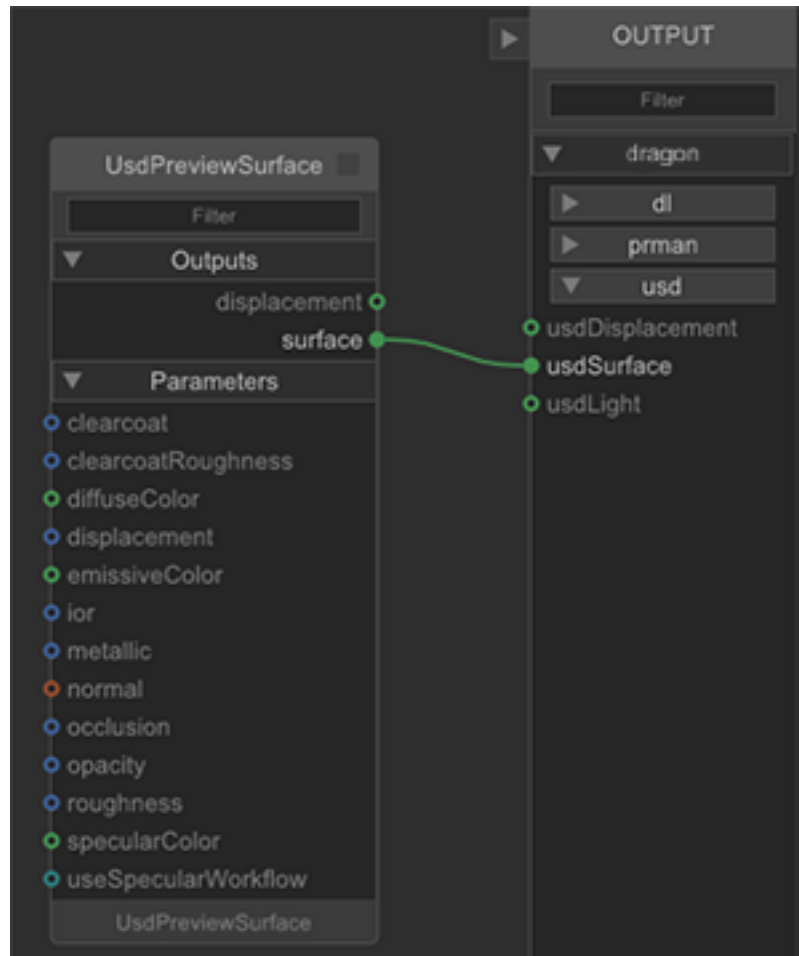 UsdPreviewSurface
Filter
Outputs
displacement
surface
Parameters
clearcoat
clearcoatRoughness
diffuseColor
displacement
emissiveColor
ior
metallic
normal
occlusion
opacity
roughness
specularColor
useSpecularWorkflow
UsdPreviewSurface
OUTPUT
Filter
dragon
dl
prman
usd
usdDisplacement
usdSurface
usdLight